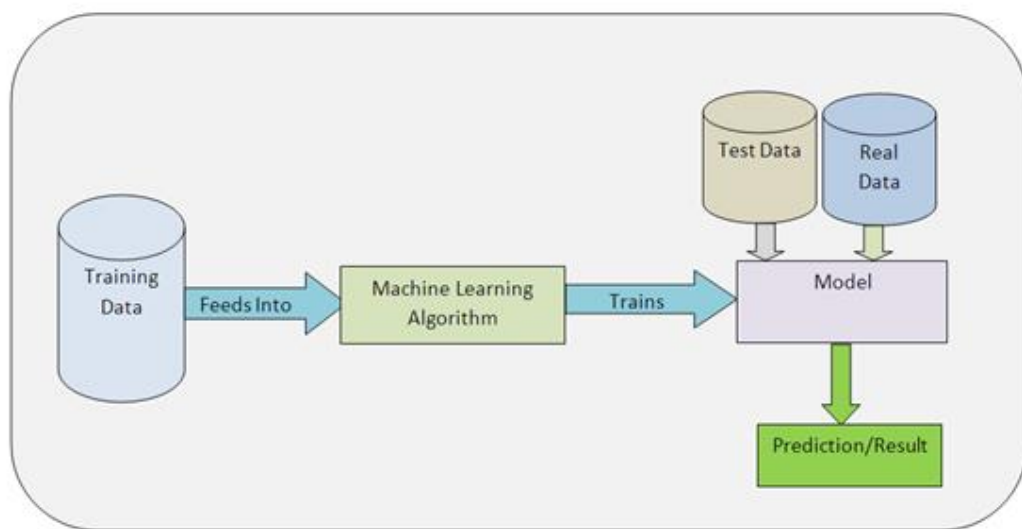 Training
Data
Feeds Into
Machine Learning
Algorithm
Trains
Test Data
Real
Data
Model
Prediction/Result